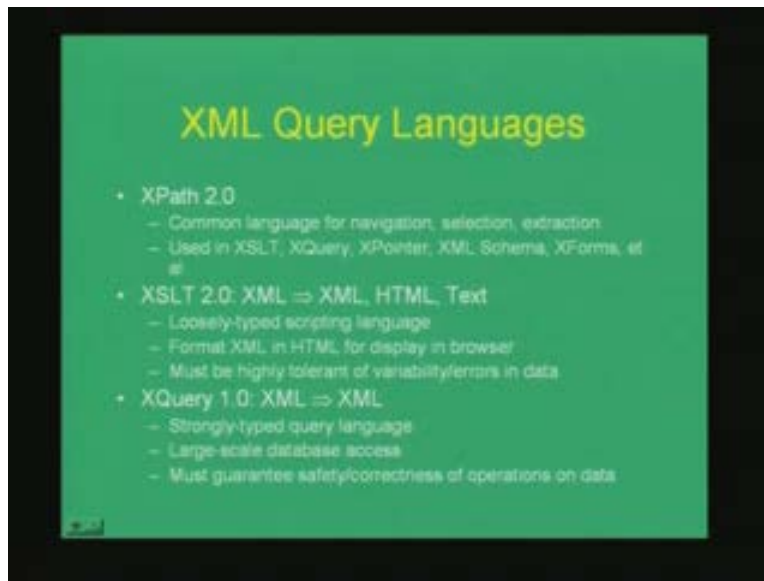 XML Query Languages
• XPath 2.0
– Common language for navigation, selection, extraction
– Used in XSLT, XQuery, XPointer, XML Schema, XForms, et
al
• XSLT 2.0: XML ⇒ XML, HTML, Text
– Loosely-typed scripting language
– Format XML in HTML for display in browser
– Must be highly tolerant of variability/errors in data
• XQuery 1.0: XML ⇒ XML
– Strongly-typed query language
– Large-scale database access
– Must guarantee safety/correctness of operations on data